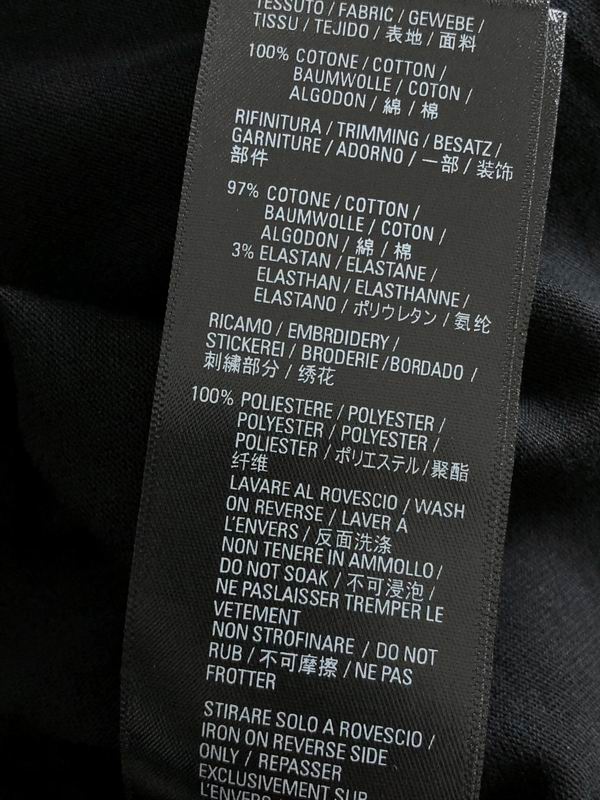 TESSUTO / FABRIC / GEWEBE /
TISSU / TEJIDO / 表地 / 面料
100% COTONE / COTTON /
BAUMWOLLE / COTON /
ALGODON / 綿 / 棉
RIFINITURA / TRIMMING / BESATZ /
GARNITURE / ADORNO / 一部 / 装饰
部件
97% COTONE / COTTON /
BAUMWOLLE / COTON /
ALGODON / 綿 / 棉
3% ELASTAN / ELASTANE /
ELASTHAN / ELASTHANNE /
ELASTANO / ポリウレタン / 氨纶
RICAMO / EMBRDIDERY /
STICKEREI / BRODERIE /BORDADO /
刺繍部分 / 绣花
100% POLIESTERE / POLYESTER /
POLYESTER / POLYESTER /
POLIESTER / ポリエステル / 聚酯
纤维
LAVARE AL ROVESCIO / WASH
ON REVERSE / LAVER A
L'ENVERS / 反面洗涤
NON TENERE IN AMMOLLO /
DO NOT SOAK / 不可浸泡 /
NE PASLAISSER TREMPER LE
VETEMENT
NON STROFINARE / DO NOT
RUB / 不可摩擦 / NE PAS
FROTTER
STIRARE SOLO A ROVESCIO /
IRON ON REVERSE SIDE
ONLY / REPASSER
EXCLUSIVEMENT SUR
L'ENVERS /